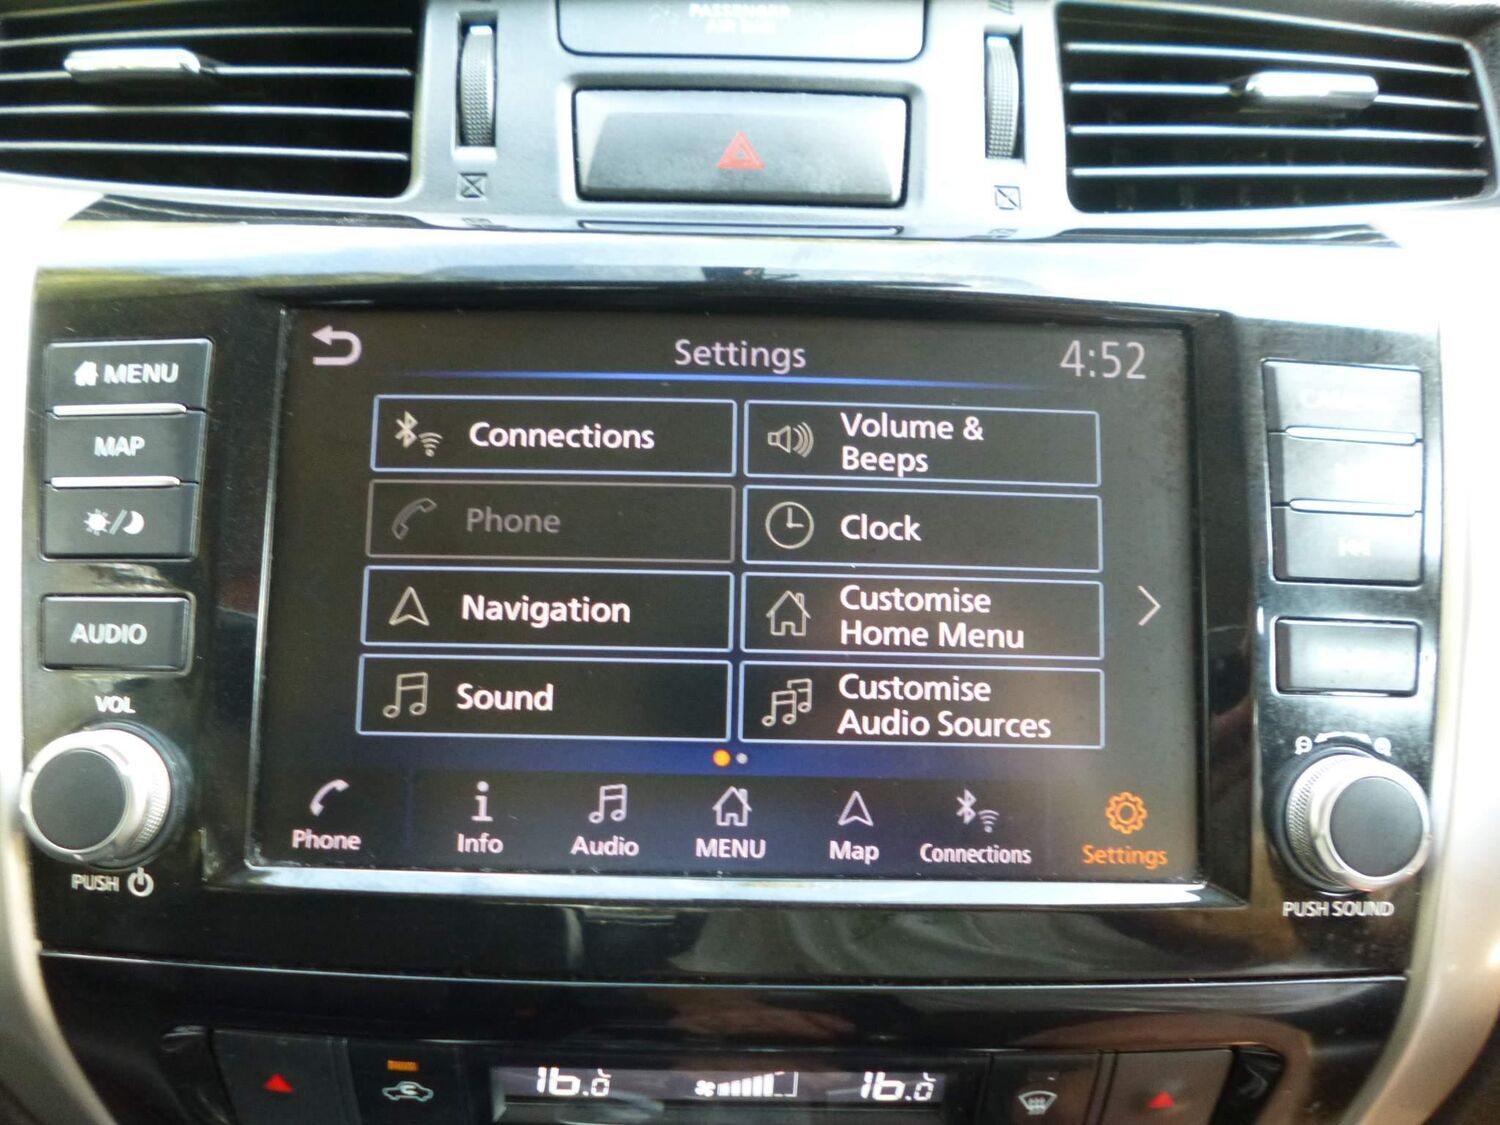 PASSENGER
MENU
MAP
AUDIO
VOL
PUSH
Settings
4:52
Connections
Volume &
Beeps
Phone
Clock
Navigation
Customise
Home Menu
Sound
Customise
Audio Sources
Phone
Info
Audio
MENU
Map
Connections
Settings
PUSH SOUND
16.0
16.0